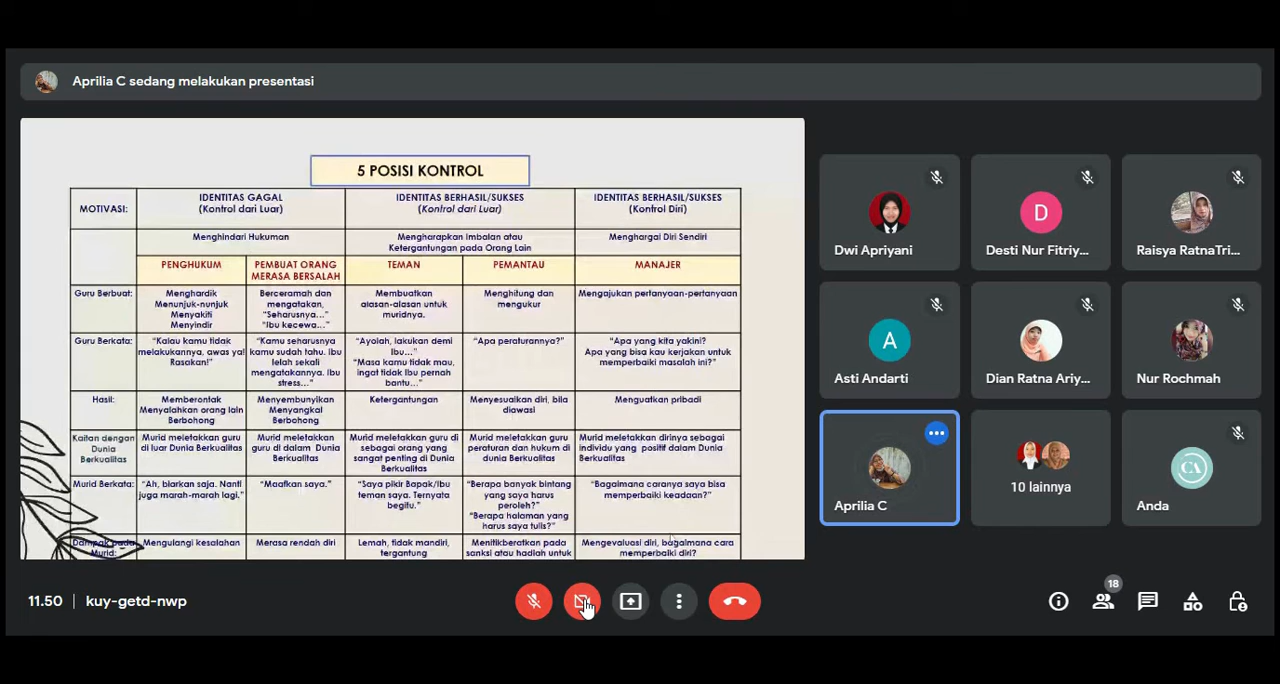 Aprilia C sedang melakukan presentasi
5 POSISI KONTROL
MOTIVASI:
IDENTITAS GAGAL
(Kontrol dari Luar)
IDENTITAS BERHASIL/SUKSES
(Kontrol dari Luar)
IDENTITAS BERHASIL/SUKSES
(Kontrol Diri)
Menghindari Hukuman
Mengharapkan Imbalan atau
Ketergantungan pada Orang Lain
Menghargai Diri Sendiri
PENGHUKUM
PEMBUAT ORANG
MERASA BERSALAH
TEMAN
PEMANTAU
MANAJER
Guru Berbuat:
Menghardik
Menunjuk-nunjuk
Menyakiti
Menyindir
Berceramah dan
mengatakan,
"Seharusnya..."
"Ibu kecewa..."
Membuatkan
alasan-alasan untuk
muridnya.
Menghitung dan
mengukur
Mengajukan pertanyaan-pertanyaan
Guru Berkata:
"Kalau kamu tidak
melakukannya, awas ya!
Rasakan!"
"Kamu seharusnya
kamu sudah tahu. Ibu
lelah sekali
mengatakannya. Ibu
stress..."
"Ayolah, lakukan demi
Ibu..."
"Masa kamu tidak mau,
ingat tidak Ibu pernah
bantu..."
"Apa peraturannya?"
"Apa yang kita yakini?
Apa yang bisa kau kerjakan untuk
memperbaiki masalah ini?"
Hasil:
Memberontak
Menyalahkan orang lain
Berbohong
Menyembunyikan
Menyangkal
Berbohong
Ketergantungan
Menyesuaikan diri, bila
diawasi
Menguatkan pribadi
Kaitan dengan
Dunia
Berkualitas
Murid meletakkan guru
di luar Dunia Berkualitas
Murid meletakkan
guru di dalam Dunia
Berkualitas
Murid meletakkan guru di
sebagai orang yang
sangat penting di Dunia
Berkualitas
Murid meletakkan guru
peraturan dan hukum di
dunia Berkualitas
Murid meletakkan dirinya sebagai
individu yang positif dalam Dunia
Berkualitas
Murid Berkata:
"Ah, biarkan saja. Nanti
juga marah-marah lagi."
"Maafkan saya."
"Saya pikir Bapak/Ibu
teman saya. Ternyata
begitu."
"Berapa banyak bintang
yang saya harus
peroleh?"
"Berapa halaman yang
harus saya tulis?"
"Bagaimana caranya saya bisa
memperbaiki keadaan?"
Dampak pada
Murid:
Mengulangi kesalahan
Merasa rendah diri
Lemah, tidak mandiri,
tergantung
Menitikberatkan pada
sanksi atau hadiah untuk
Mengevaluasi diri, bagaimana cara
memperbaiki diri?
Dwi Apriyani
D
Desti Nur Fitriy...
Raisya RatnaTri...
A
Asti Andarti
Dian Ratna Ariy...
Nur Rochmah
Aprilia C
10 lainnya
CA
Anda
11.50 | kuy-getd-nwp
18